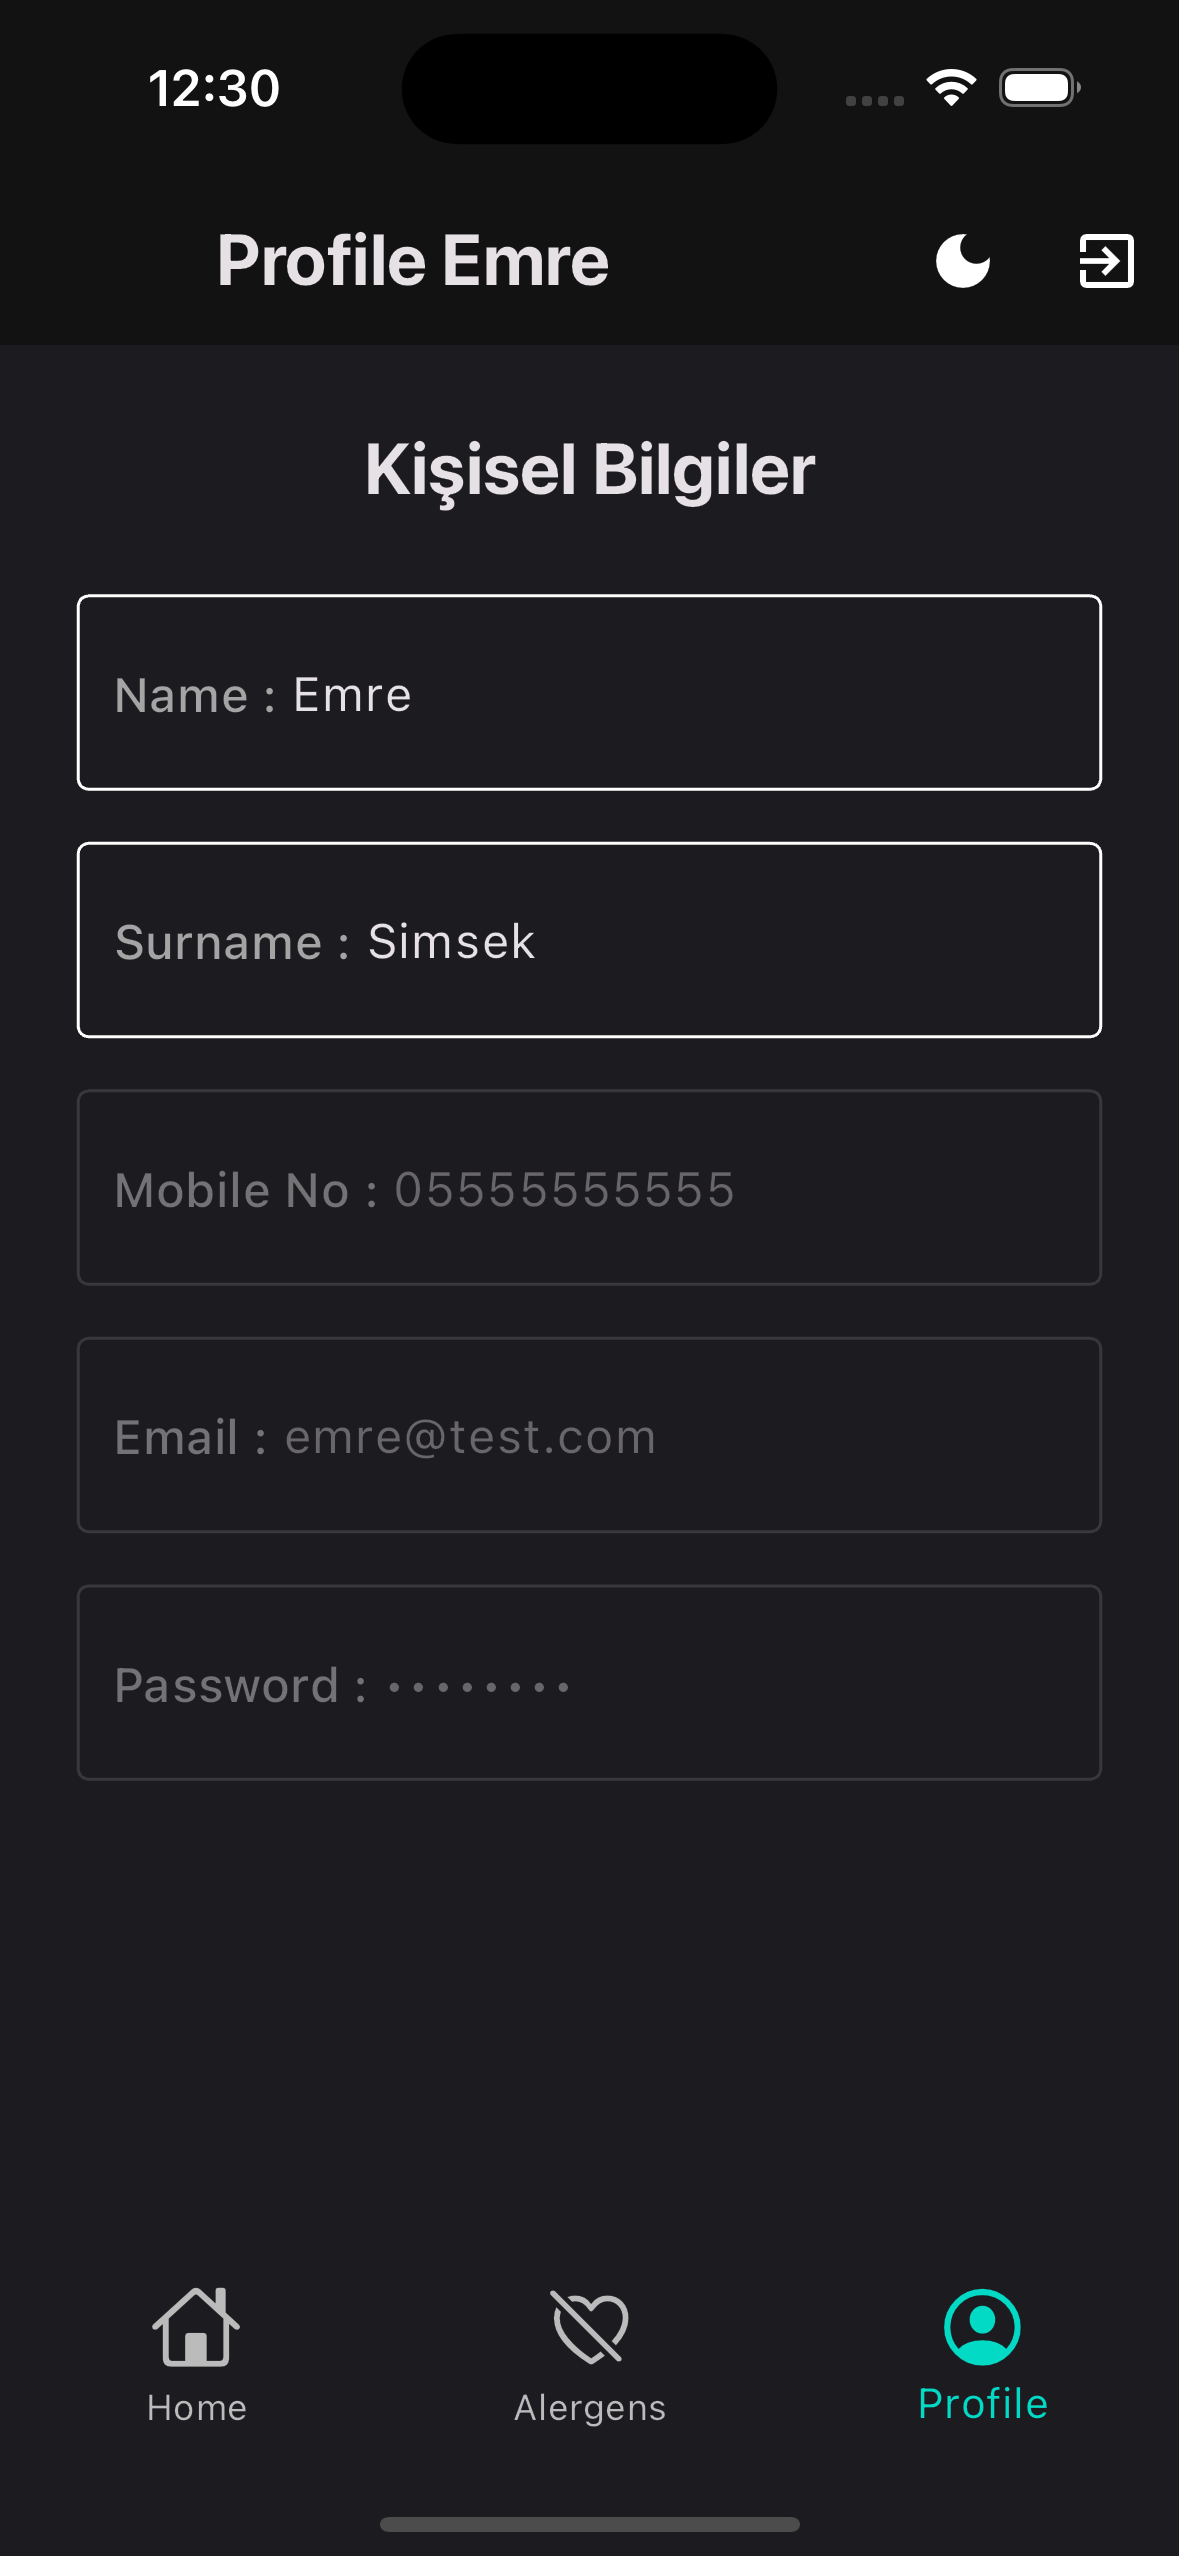 12:30
Profile Emre
Kişisel Bilgiler
Name : Emre
Surname : Simsek
Mobile No : 05555555555
Email : emre@test.com
Password : ••••••••
Home
Alergens
Profile